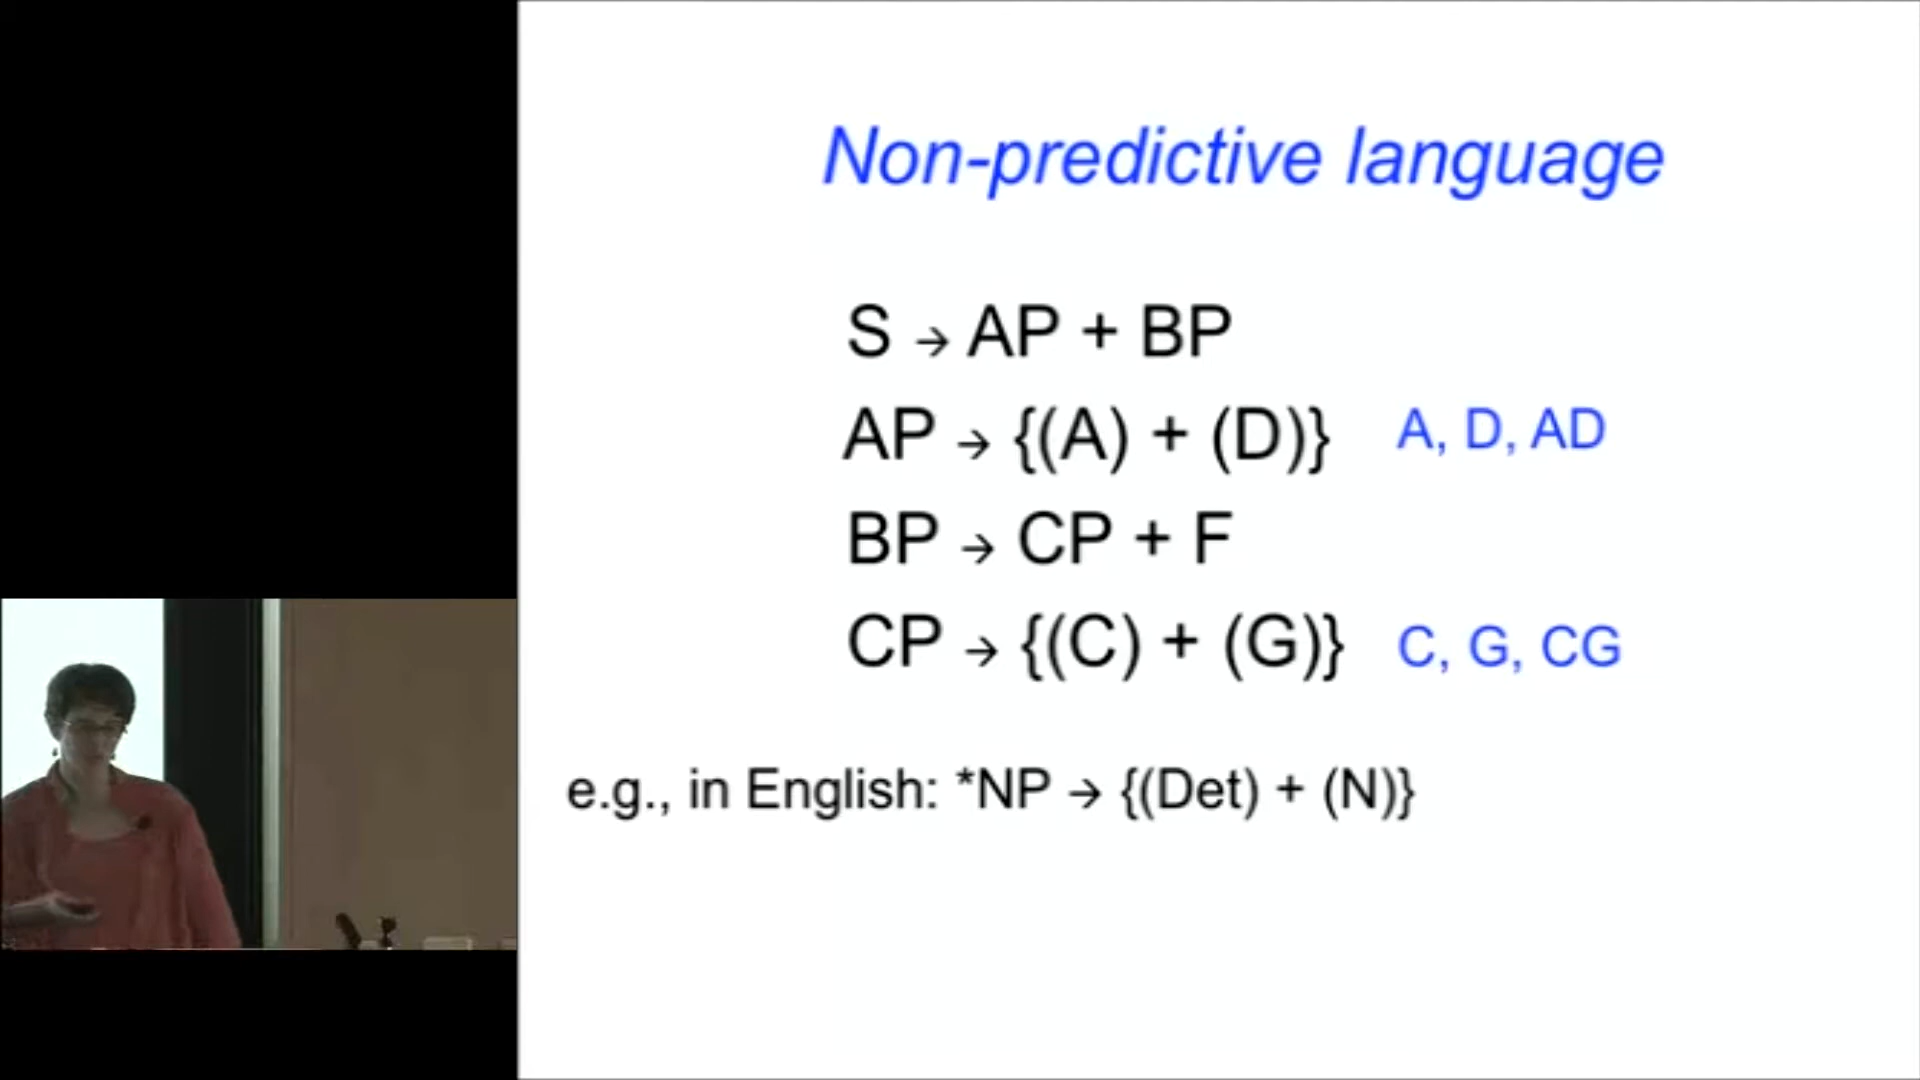 Non-predictive language
S → AP + BP
AP → {(A) + (D)} A, D, AD
BP → CP + F
CP → {(C) + (G)} C, G, CG
e.g., in English: *NP → {(Det) + (N)}